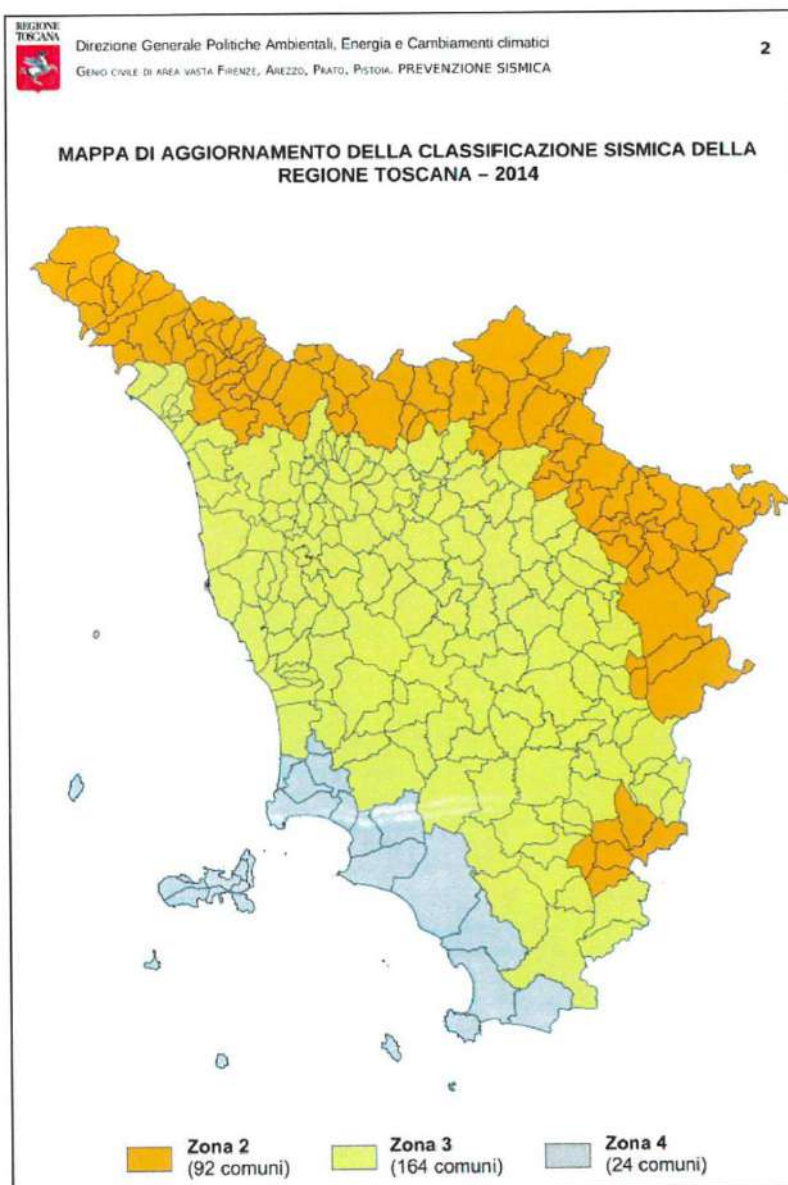 REGIONE
TOSCANA
Direzione Generale Politiche Ambientali, Energia e Cambiamenti climatici
2
GENIO CIVILE DI AREA VASTA FIRENZE, AREZZO, PRATO, PISTOIA. PREVENZIONE SISMICA
MAPPA DI AGGIORNAMENTO DELLA CLASSIFICAZIONE SISMICA DELLA
REGIONE TOSCANA – 2014
Zona 2
(92 comuni)
Zona 3
(164 comuni)
Zona 4
(24 comuni)